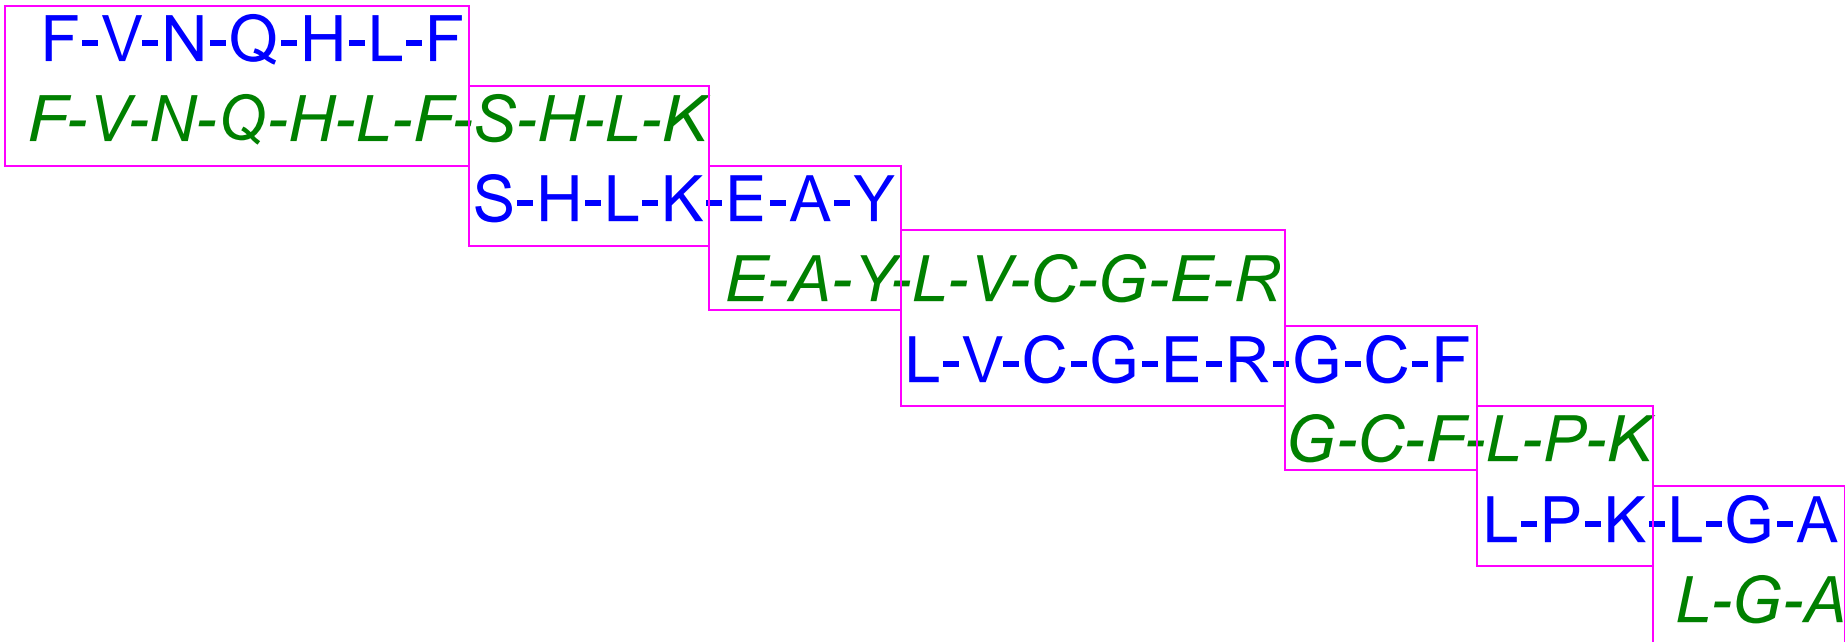 F-V-N-Q-H-L-F
F-V-N-Q-H-L-F-S-H-L-K
S-H-L-K-E-A-Y
E-A-Y-L-V-C-G-E-R
L-V-C-G-E-R-G-C-F
G-C-F-L-P-K
L-P-K-L-G-A
L-G-A